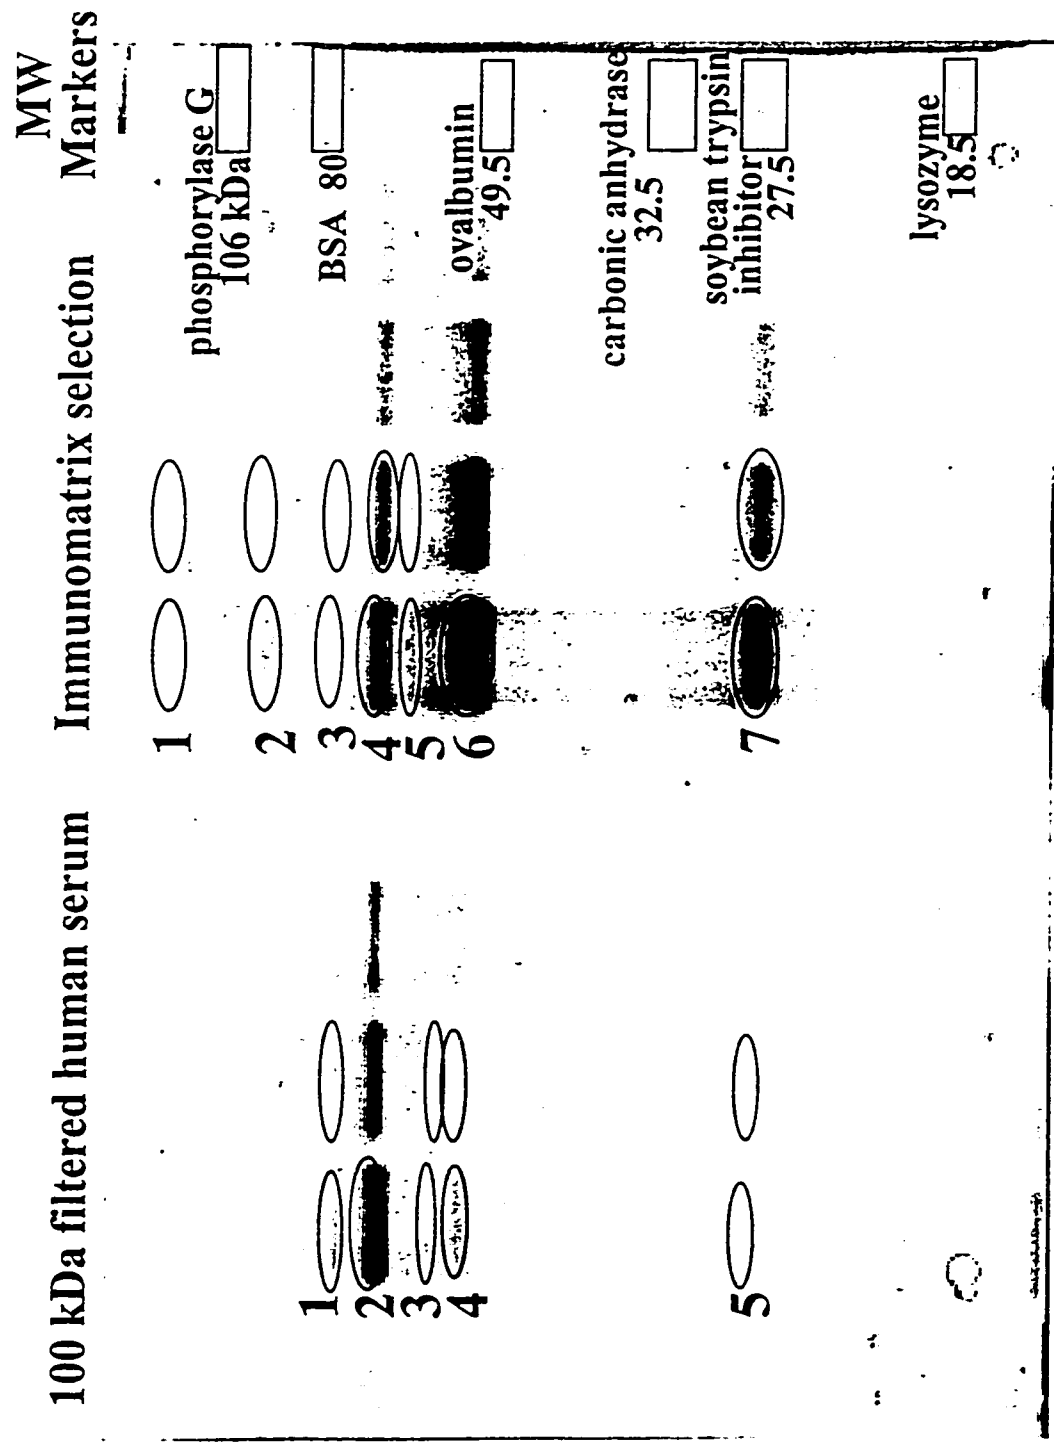 100 kDa filtered human serum
Immunomatrix selection
MW
Markers
1
2
3
4
5
1
2
3
4
5
6
7
phosphorylase G
106 kDa
BSA 80
ovalbumin
49.5
carbonic anhydrase
32.5
soybean trypsin
inhibitor
27.5
lysozyme
18.5